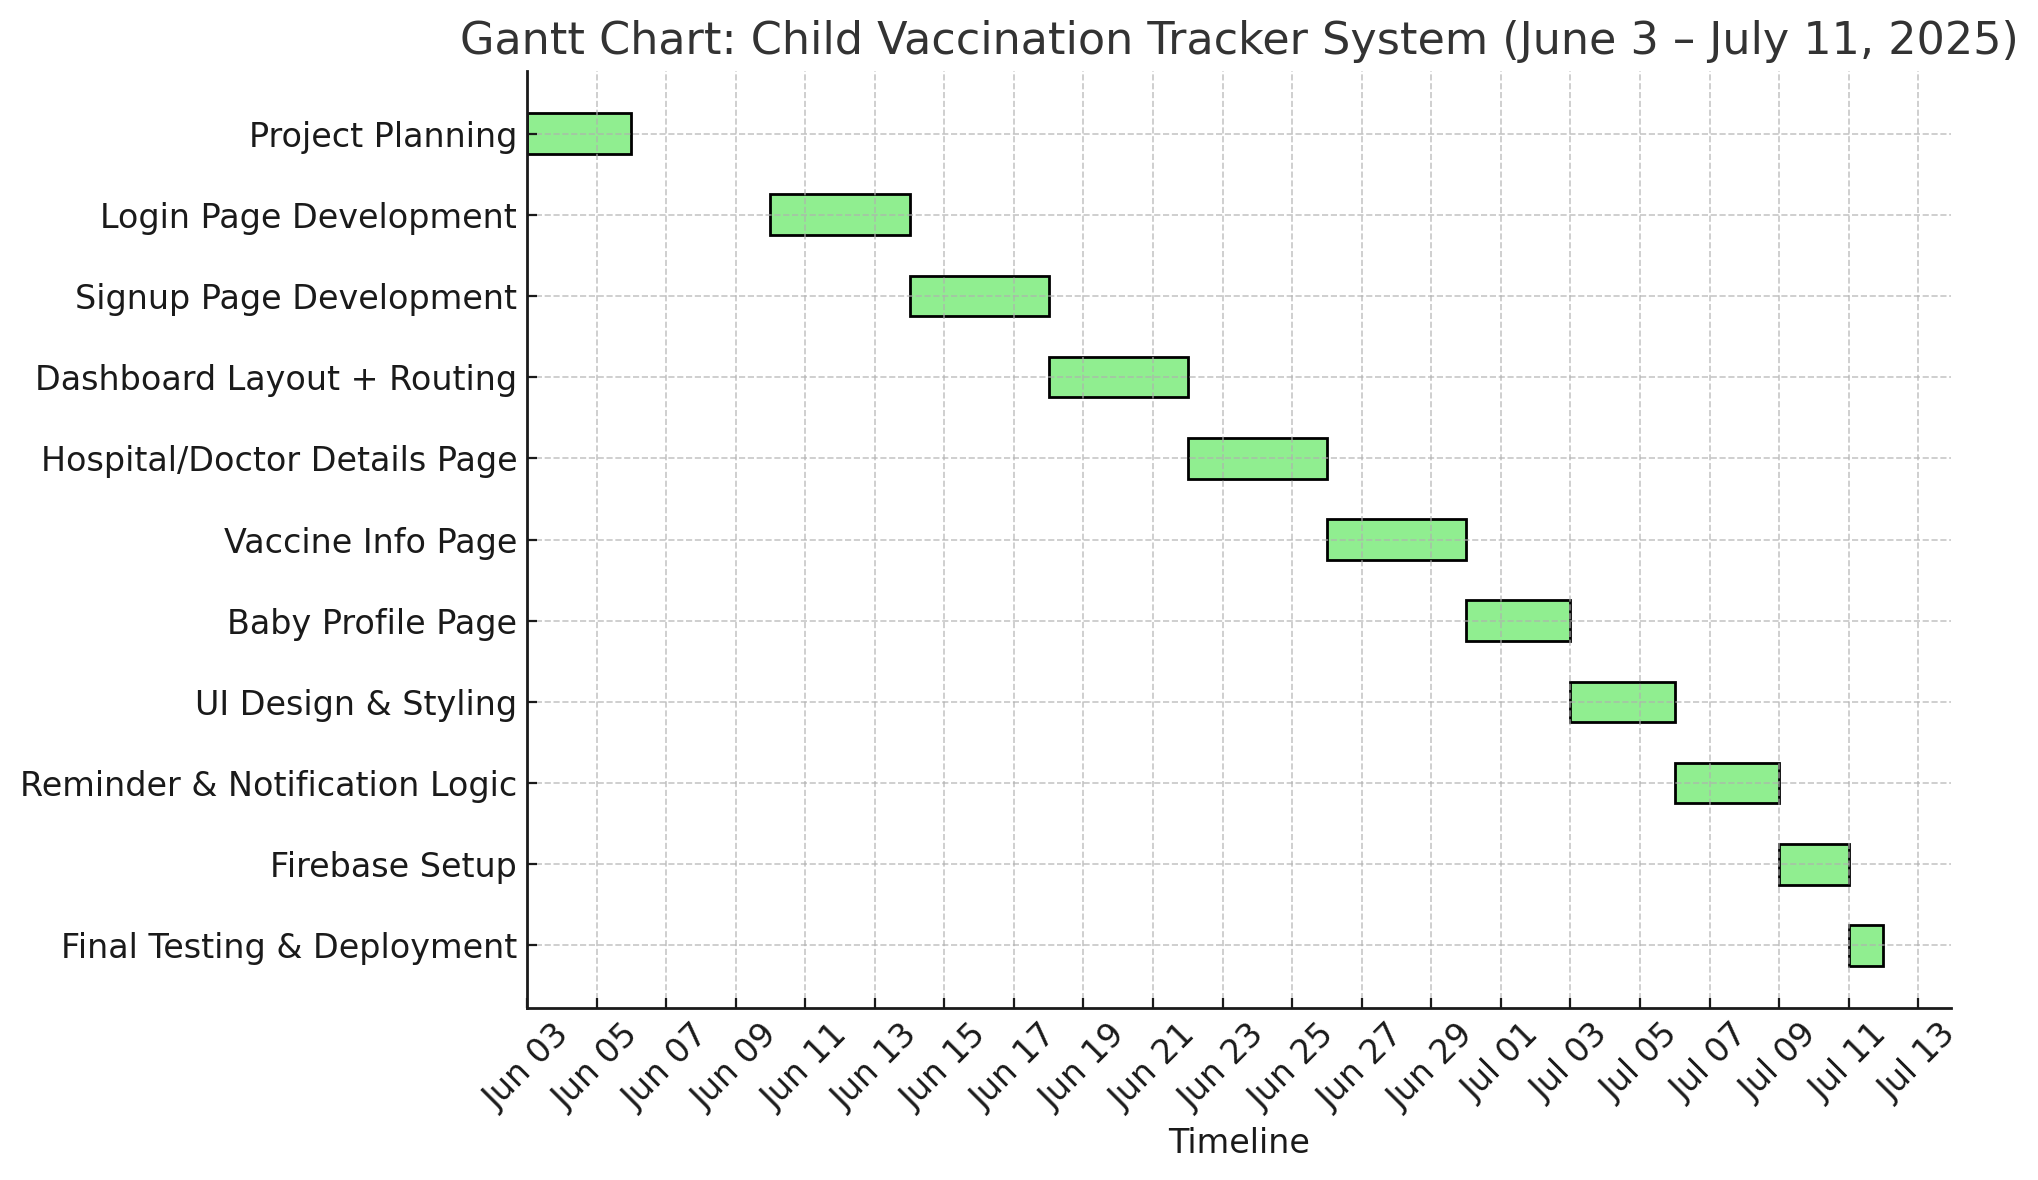 Gantt Chart: Child Vaccination Tracker System (June 3 – July 11, 2025)
Project Planning
Login Page Development
Signup Page Development
Dashboard Layout + Routing
Hospital/Doctor Details Page
Vaccine Info Page
Baby Profile Page
UI Design & Styling
Reminder & Notification Logic
Firebase Setup
Final Testing & Deployment
Jun 03
Jun 05
Jun 07
Jun 09
Jun 11
Jun 13
Jun 15
Jun 17
Jun 19
Jun 21
Jun 23
Jun 25
Jun 27
Jun 29
Jul 01
Jul 03
Jul 05
Jul 07
Jul 09
Jul 11
Jul 13
Timeline